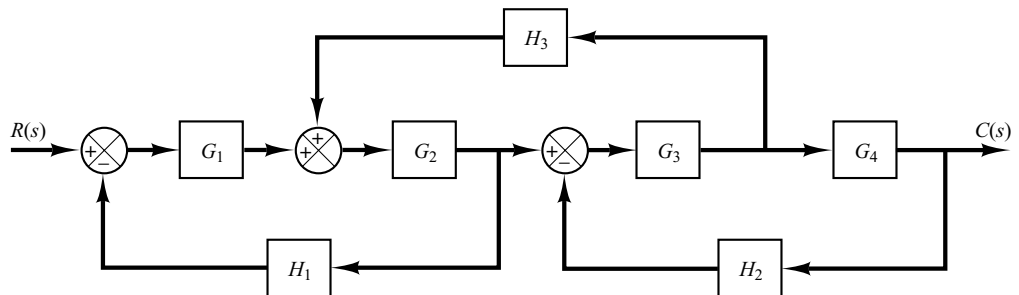 H₃
+
R(s)
C(s)
+
−
G₁
+
G₂
+
−
G₃
G₄
H₁
H₂